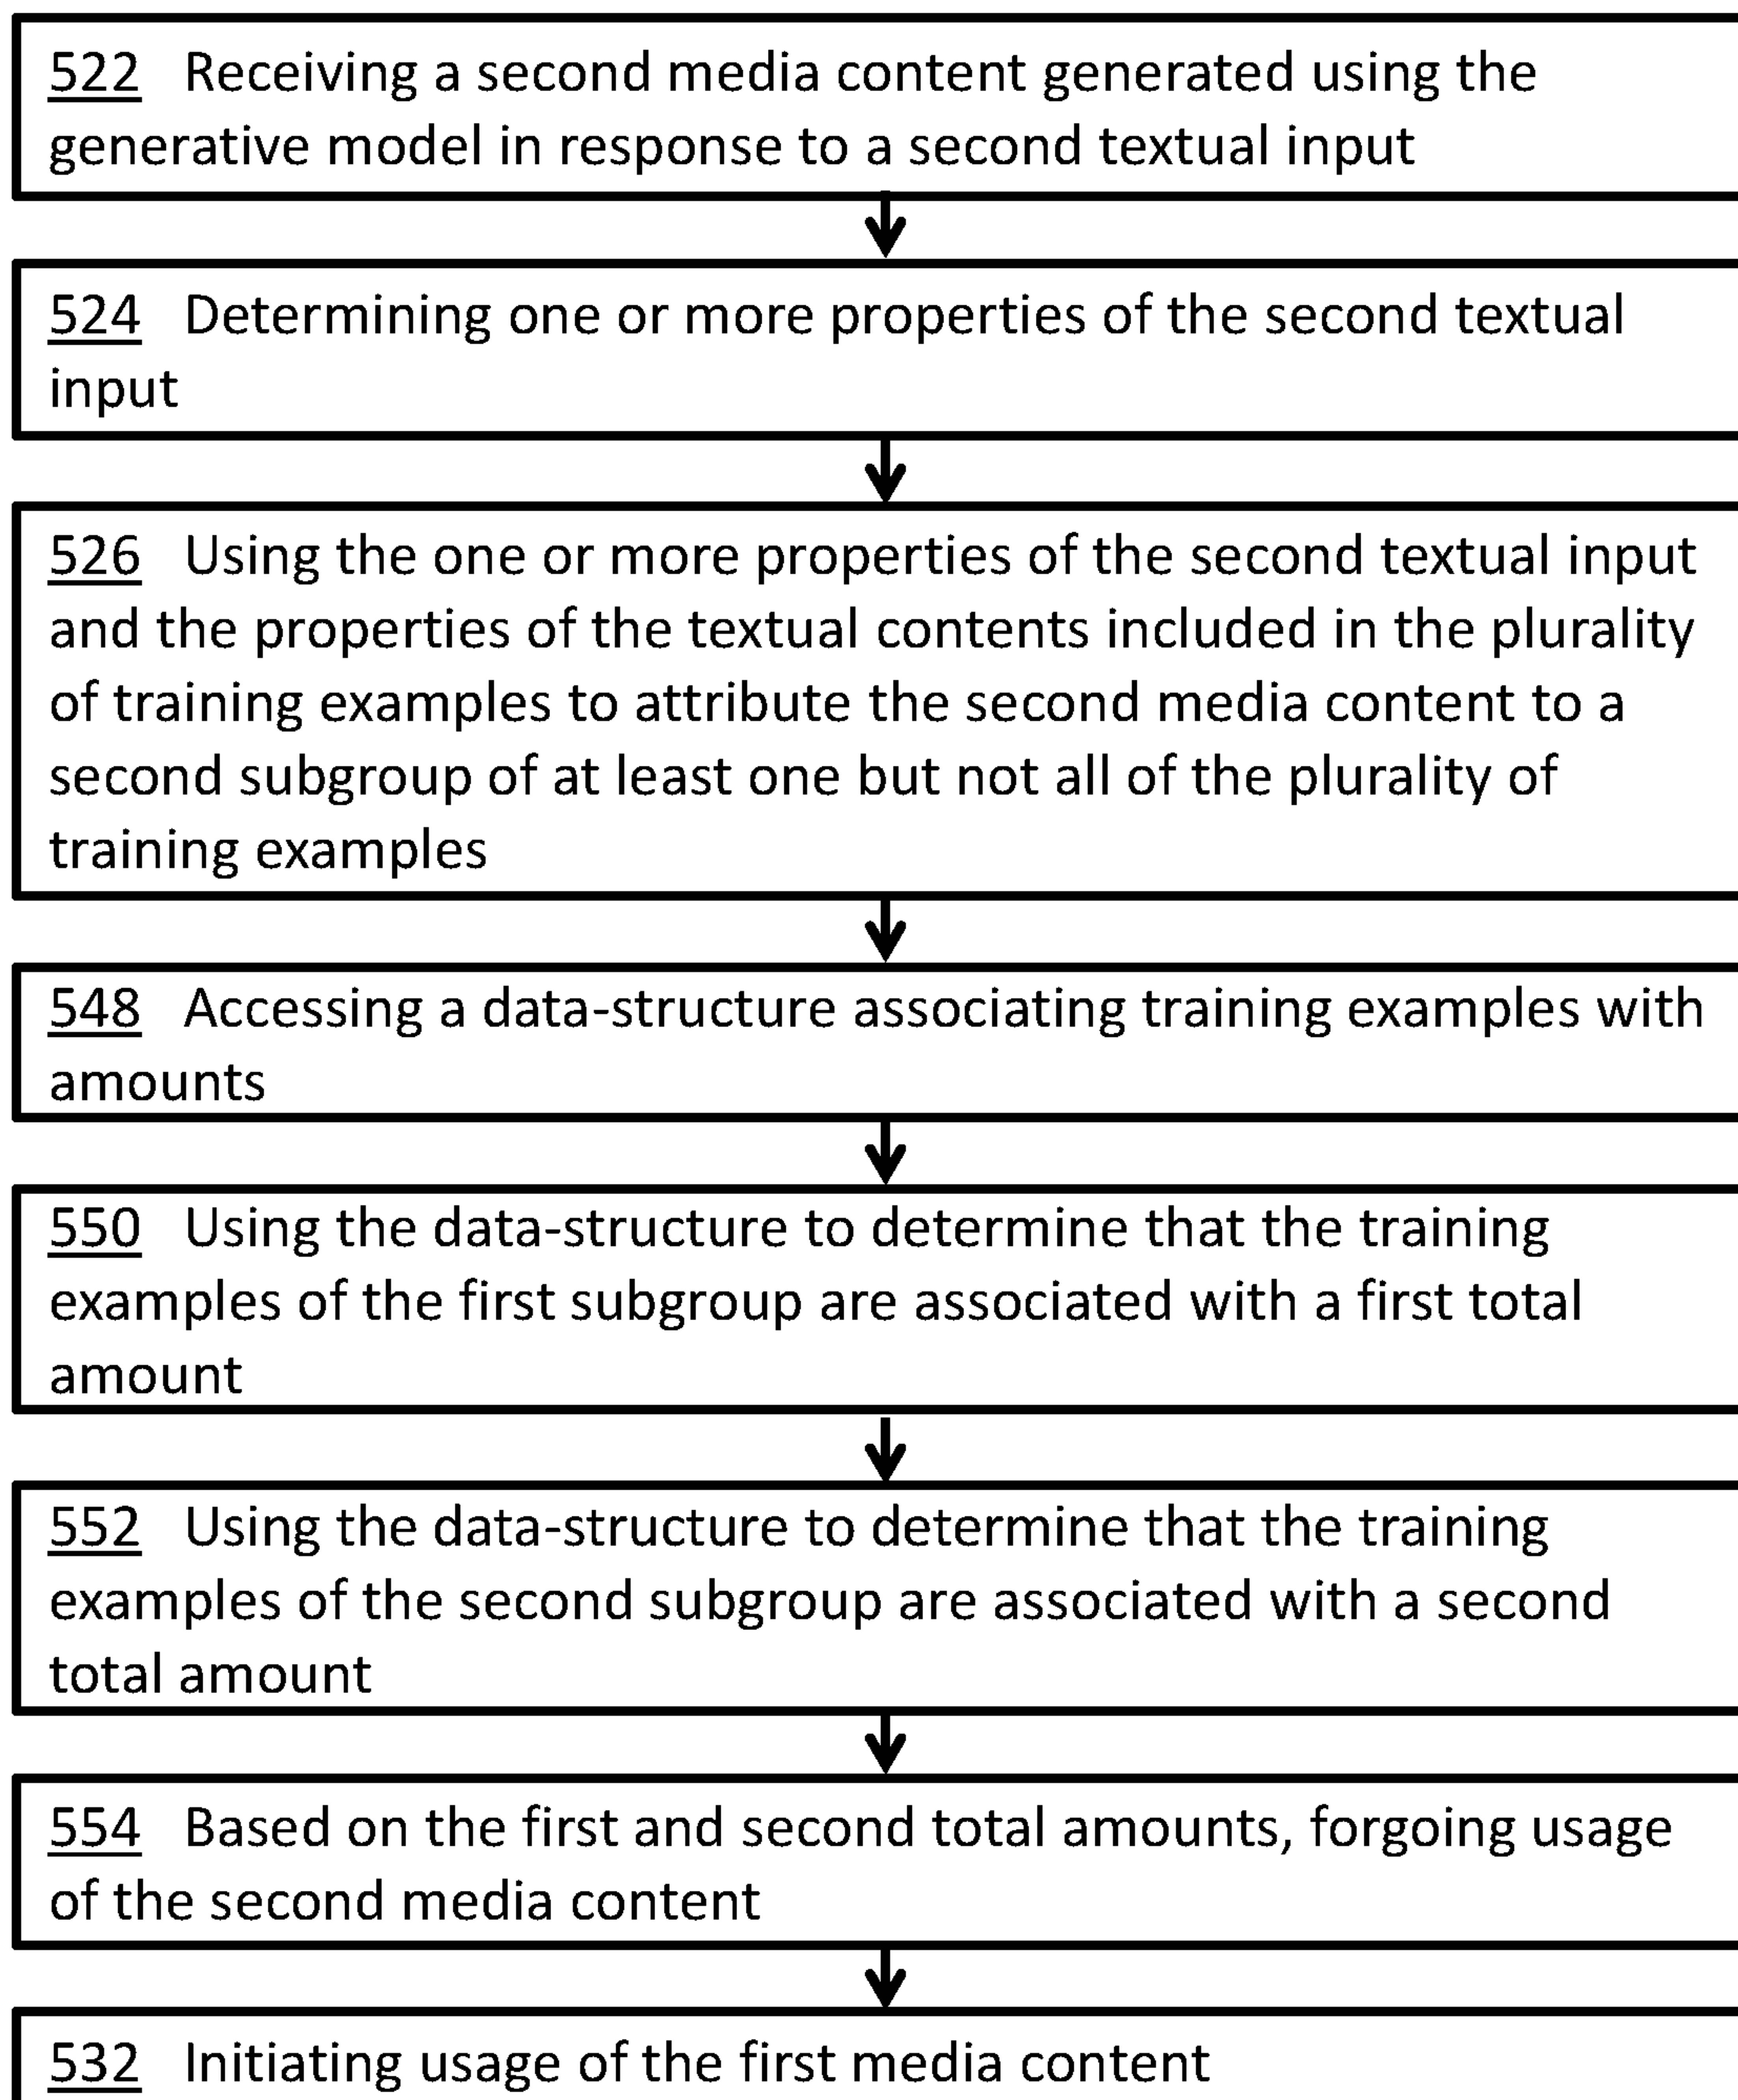 522 Receiving a second media content generated using the
generative model in response to a second textual input
524 Determining one or more properties of the second textual
input
526 Using the one or more properties of the second textual input
and the properties of the textual contents included in the plurality
of training examples to attribute the second media content to a
second subgroup of at least one but not all of the plurality of
training examples
548 Accessing a data-structure associating training examples with
amounts
550 Using the data-structure to determine that the training
examples of the first subgroup are associated with a first total
amount
552 Using the data-structure to determine that the training
examples of the second subgroup are associated with a second
total amount
554 Based on the first and second total amounts, forgoing usage
of the second media content
532 Initiating usage of the first media content